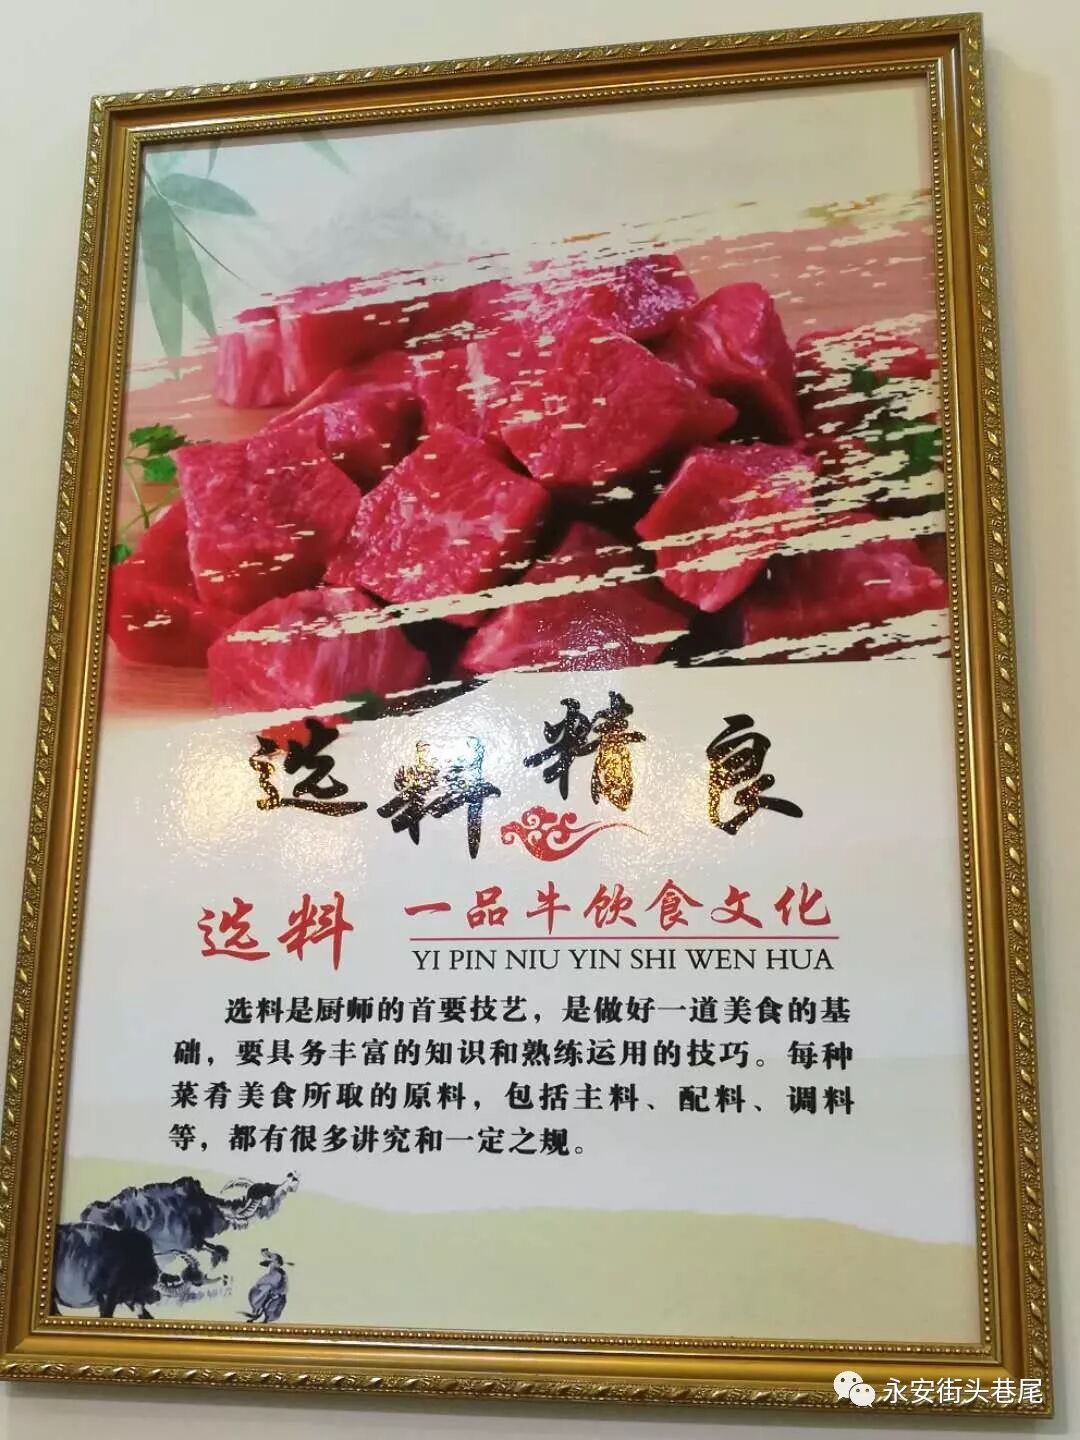 选料精良
选料 一品牛饮食文化
YI PIN NIU YIN SHI WEN HUA
选料是厨师的首要技艺，是做好一道美食的基
础，要具务丰富的知识和熟练运用的技巧。每种
菜肴美食所取的原料，包括主料、配料、调料
等，都有很多讲究和一定之规。
永安街头巷尾